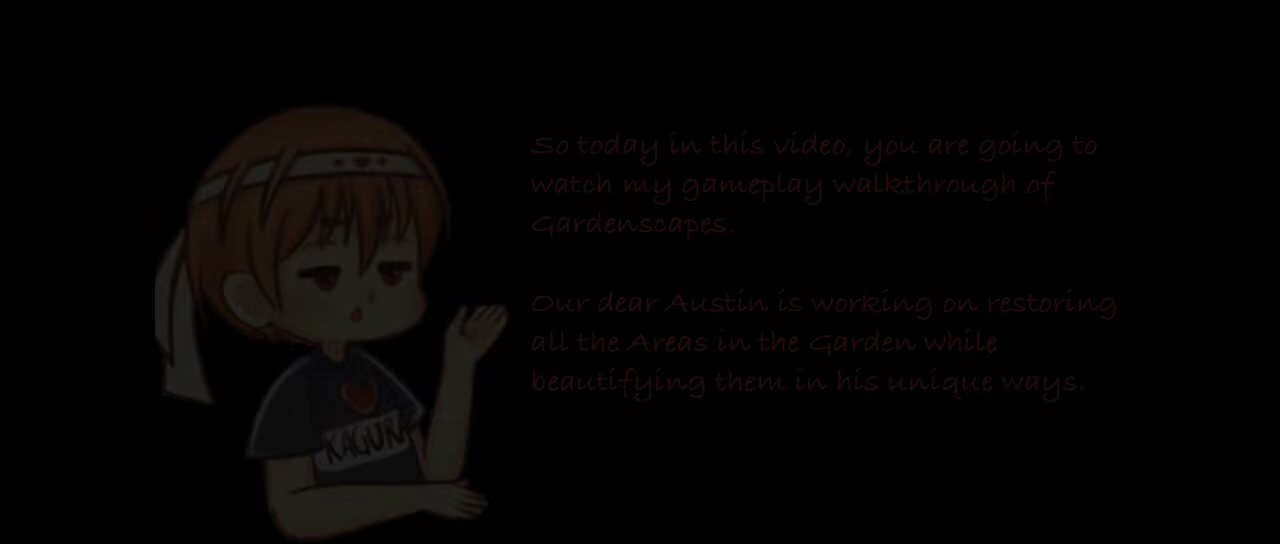 So today in this video, you are going to
watch my gameplay walkthrough of
Gardenscapes.
Our dear Austin is working on restoring
all the Areas in the Garden while
beautifying them in his unique ways.
KAGURA